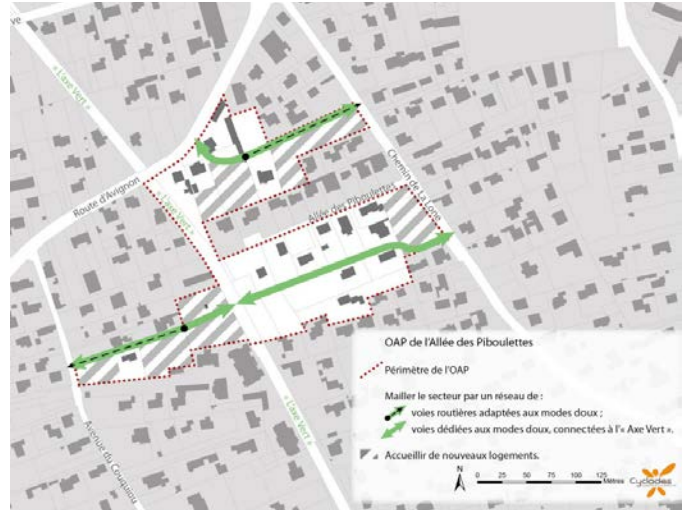 ve
« L'axe Vert »
Route d'Avignon
« L'axe Vert »
Chemin de La Lone
Allée des Piboulettes
« L'axe Vert »
Avenue du Couquiou
OAP de l'Allée des Piboulettes
Périmètre de l'OAP
Mailler le secteur par un réseau de :
voies routières adaptées aux modes doux ;
voies dédiées aux modes doux, connectées à l'« Axe Vert ».
Accueillir de nouveaux logements.
N
0 25 50 75 100 125
Mètres
Cyclades